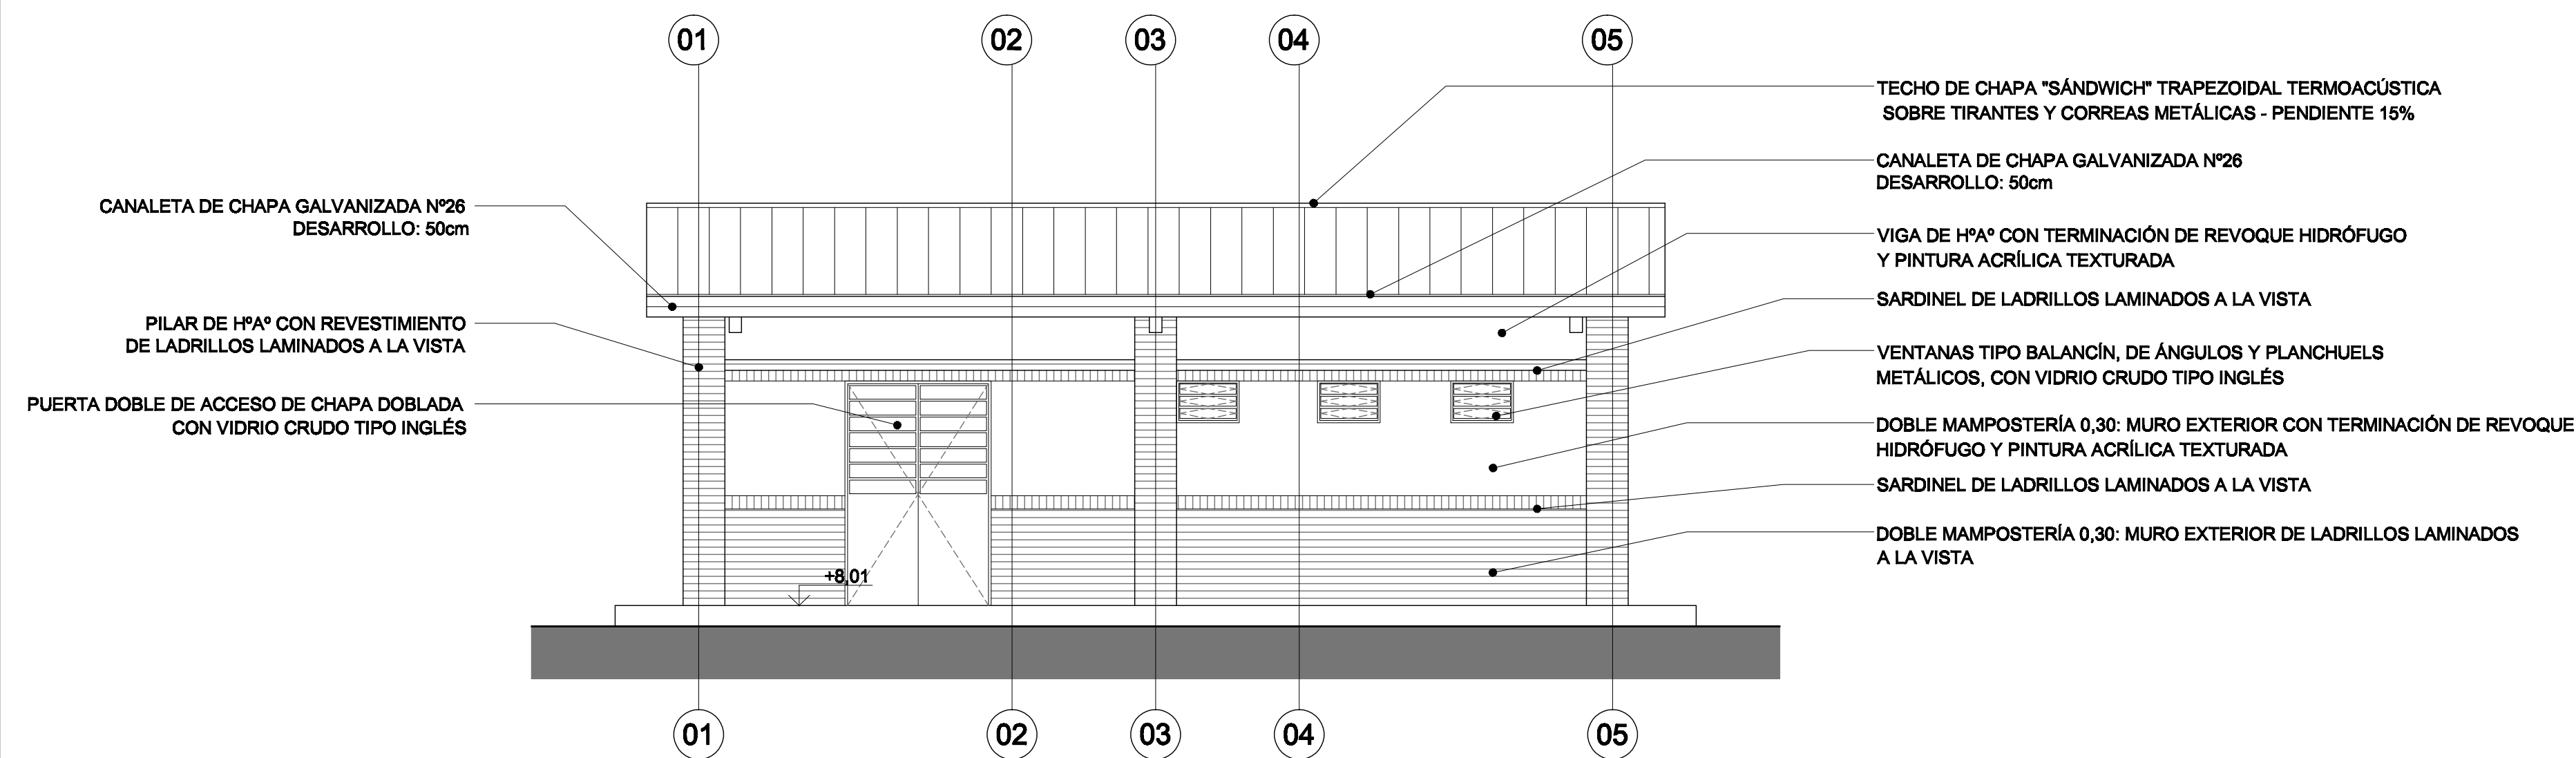 01 02 03 04 05
TECHO DE CHAPA "SÁNDWICH" TRAPEZOIDAL TERMOACÚSTICA
SOBRE TIRANTES Y CORREAS METÁLICAS - PENDIENTE 15%
CANALETA DE CHAPA GALVANIZADA Nº26
DESARROLLO: 50cm
CANALETA DE CHAPA GALVANIZADA Nº26
DESARROLLO: 50cm
VIGA DE HºAº CON TERMINACIÓN DE REVOQUE HIDRÓFUGO
Y PINTURA ACRÍLICA TEXTURADA
SARDINEL DE LADRILLOS LAMINADOS A LA VISTA
PILAR DE HºAº CON REVESTIMIENTO
DE LADRILLOS LAMINADOS A LA VISTA
VENTANAS TIPO BALANCÍN, DE ÁNGULOS Y PLANCHUELS
METÁLICOS, CON VIDRIO CRUDO TIPO INGLÉS
PUERTA DOBLE DE ACCESO DE CHAPA DOBLADA
CON VIDRIO CRUDO TIPO INGLÉS
DOBLE MAMPOSTERÍA 0,30: MURO EXTERIOR CON TERMINACIÓN DE REVOQUE
HIDRÓFUGO Y PINTURA ACRÍLICA TEXTURADA
SARDINEL DE LADRILLOS LAMINADOS A LA VISTA
DOBLE MAMPOSTERÍA 0,30: MURO EXTERIOR DE LADRILLOS LAMINADOS
A LA VISTA
+8,01
01 02 03 04 05